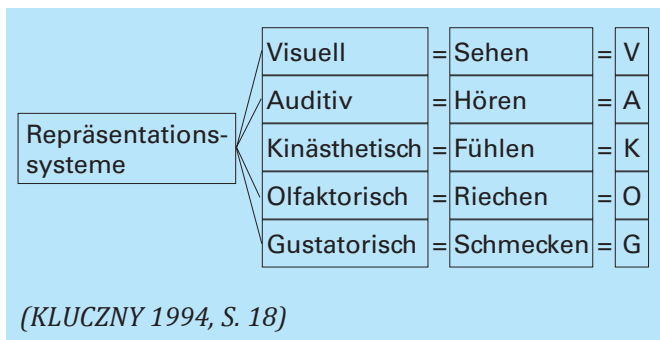 Visuell = Sehen = V
Auditiv = Hören = A
Repräsentations-
systeme
Kinästhetisch = Fühlen = K
Olfaktorisch = Riechen = O
Gustatorisch = Schmecken = G
(KLUCZNY 1994, S. 18)